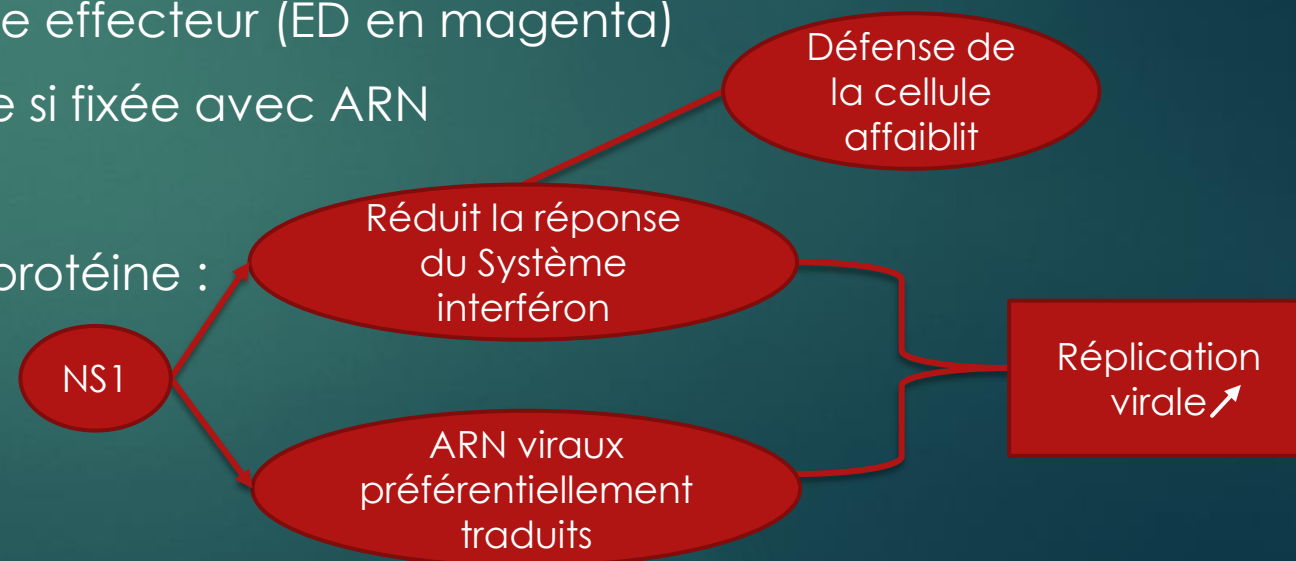 e effecteur (ED en magenta)
e si fixée avec ARN
protéine :
Défense de
la cellule
affaiblit
Réduit la réponse
du Système
interféron
NS1
Réplication
virale↗
ARN viraux
préférentiellement
traduits